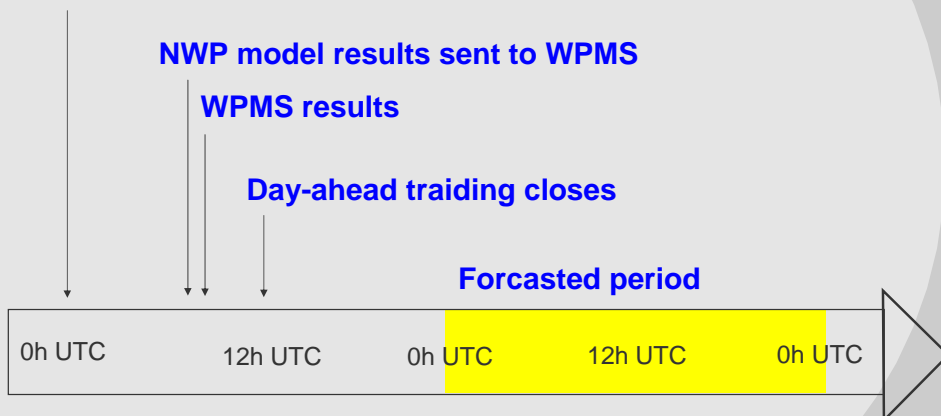 NWP model results sent to WPMS
WPMS results
Day-ahead traiding closes
Forcasted period
0h UTC 12h UTC 0h UTC 12h UTC 0h UTC